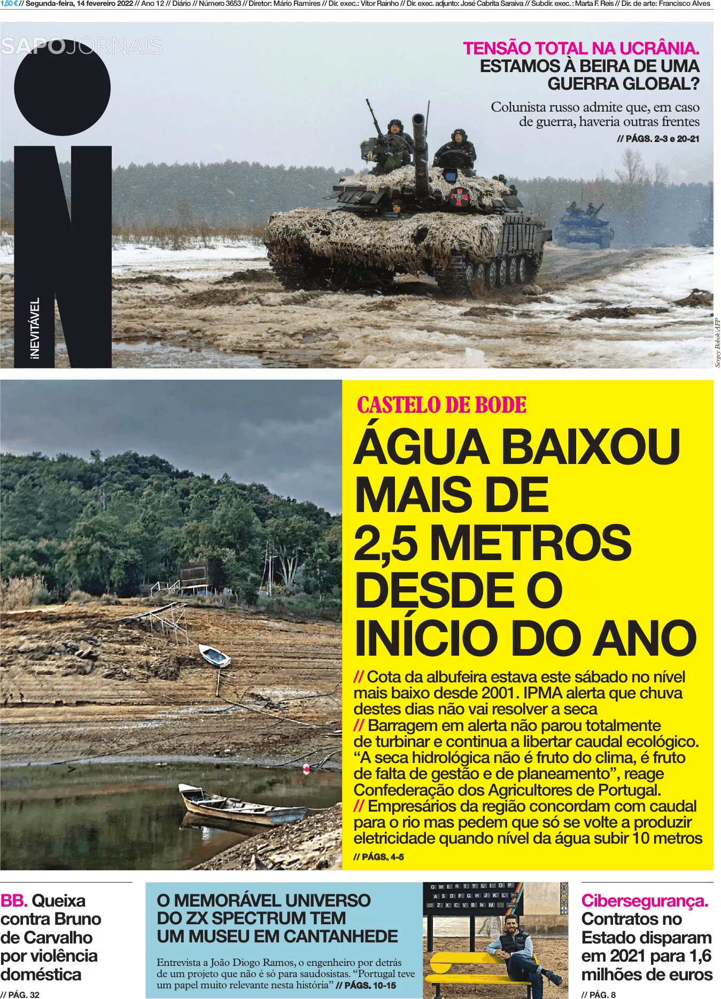 1,50 € // Segunda-feira, 14 fevereiro 2022 // Ano 12 // Diário // Número 3653 // Diretor: Mário Ramires // Dir. exec.: Vítor Rainho // Dir. exec. adjunto: José Cabrita Saraiva // Subdir. exec. : Marta F. Reis // Dir. de arte: Francisco Alves
SAPO JORNAIS
iN
iNEVITÁVEL
TENSÃO TOTAL NA UCRÂNIA.
ESTAMOS À BEIRA DE UMA
GUERRA GLOBAL?
Colunista russo admite que, em caso
de guerra, haveria outras frentes
// PÁGS. 2-3 e 20-21
Sergey Bobok/AFP
CASTELO DE BODE
ÁGUA BAIXOU
MAIS DE
2,5 METROS
DESDE O
INÍCIO DO ANO
// Cota da albufeira estava este sábado no nível
mais baixo desde 2001. IPMA alerta que chuva
destes dias não vai resolver a seca
// Barragem em alerta não parou totalmente
de turbinar e continua a libertar caudal ecológico.
“A seca hidrológica não é fruto do clima, é fruto
de falta de gestão e de planeamento”, reage
Confederação dos Agricultores de Portugal.
// Empresários da região concordam com caudal
para o rio mas pedem que só se volte a produzir
eletricidade quando nível da água subir 10 metros
// PÁGS. 4-5
BB. Queixa
contra Bruno
de Carvalho
por violência
doméstica
// PÁG. 32
O MEMORÁVEL UNIVERSO
DO ZX SPECTRUM TEM
UM MUSEU EM CANTANHEDE
Entrevista a João Diogo Ramos, o engenheiro por detrás
de um projeto que não é só para saudosistas. “Portugal teve
um papel muito relevante nesta história” // PÁGS. 10-15
Q W E R T Y U I O P
A S D F G H J K L
Z X C V B N M
Cibersegurança.
Contratos no
Estado disparam
em 2021 para 1,6
milhões de euros
// PÁG. 8